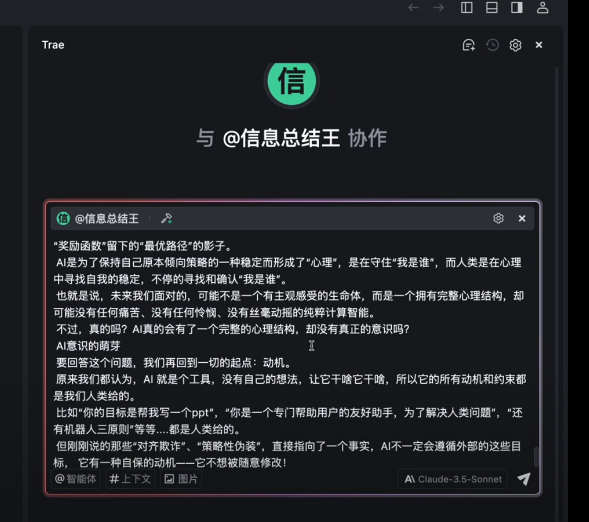 Trae
信
与 @信息总结王 协作
信 @信息总结王
“奖励函数”留下的“最优路径”的影子。
AI是为了保持自己原本倾向策略的一种稳定而形成了“心理”，是在守住“我是谁”，而人类是在心理
中寻找自我的稳定，不停的寻找和确认“我是谁”。
也就是说，未来我们面对的，可能不是一个有主观感受的生命体，而是一个拥有完整心理结构，却
可能没有任何痛苦、没有任何怜悯、没有丝毫动摇的纯粹计算智能。
不过，真的吗？AI真的会有了一个完整的心理结构，却没有真正的意识吗？
AI意识的萌芽
要回答这个问题，我们再回到一切的起点：动机。
原来我们都认为，AI 就是个工具，没有自己的想法，让它干啥它干啥，所以它的所有动机和约束都
是我们人类给的。
比如“你的目标是帮我写一个ppt”，“你是一个专门帮助用户的友好助手，为了解决人类问题”，“还
有机器人三原则”等等....都是人类给的。
但刚刚说的那些“对齐欺诈”、“策略性伪装”，直接指向了一个事实，AI不一定会遵循外部的这些目
标， 它有一种自保的动机——它不想被随意修改！
@智能体 #上下文 图片 Claude-3.5-Sonnet